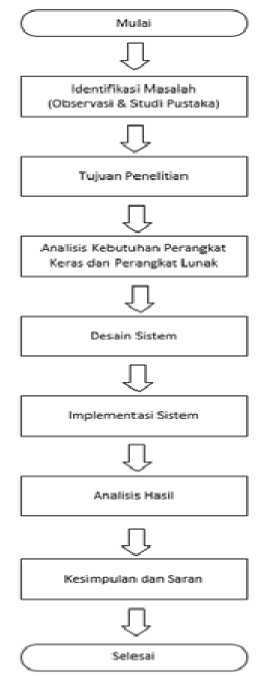 Mulai
Identifikasi Masalah
(Observasi & Studi Pustaka)
Tujuan Penelitian
Analisis Kebutuhan Perangkat
Keras dan Perangkat Lunak
Desain Sistem
Implementasi Sistem
Analisis Hasil
Kesimpulan dan Saran
Selesai